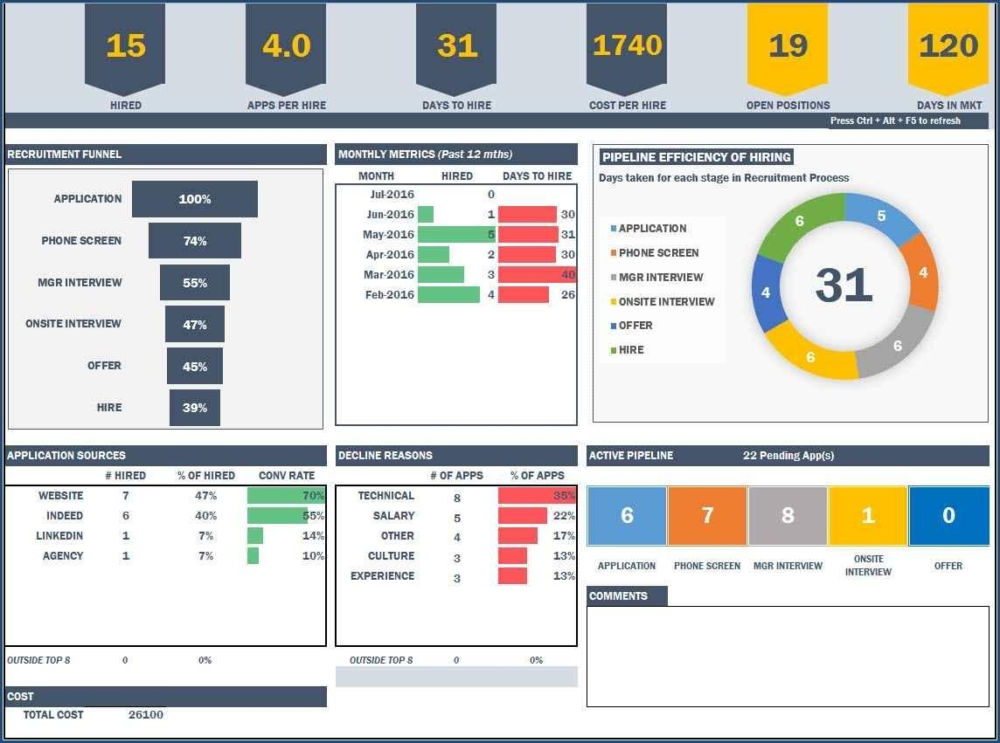 15 4.0 31 1740 19 120
HIRED APPS PER HIRE DAYS TO HIRE COST PER HIRE OPEN POSITIONS DAYS IN MKT
Press Ctrl + Alt + F5 to refresh
RECRUITMENT FUNNEL
APPLICATION 100%
PHONE SCREEN 74%
MGR INTERVIEW 55%
ONSITE INTERVIEW 47%
OFFER 45%
HIRE 39%
MONTHLY METRICS (Past 12 mths)
MONTH HIRED DAYS TO HIRE
Jul-2016 0
Jun-2016 1 30
May-2016 5 31
Apr-2016 2 30
Mar-2016 3 40
Feb-2016 4 26
PIPELINE EFFICIENCY OF HIRING
Days taken for each stage in Recruitment Process
APPLICATION
PHONE SCREEN
MGR INTERVIEW
ONSITE INTERVIEW
OFFER
HIRE
5
4
6
6
4
6
31
APPLICATION SOURCES
# HIRED % OF HIRED CONV RATE
WEBSITE 7 47% 70%
INDEED 6 40% 55%
LINKEDIN 1 7% 14%
AGENCY 1 7% 10%
OUTSIDE TOP 8 0 0%
DECLINE REASONS
# OF APPS % OF APPS
TECHNICAL 8 35%
SALARY 5 22%
OTHER 4 17%
CULTURE 3 13%
EXPERIENCE 3 13%
OUTSIDE TOP 8 0 0%
ACTIVE PIPELINE 22 Pending App(s)
6 7 8 1 0
APPLICATION PHONE SCREEN MGR INTERVIEW ONSITE INTERVIEW OFFER
COMMENTS
COST
TOTAL COST 26100